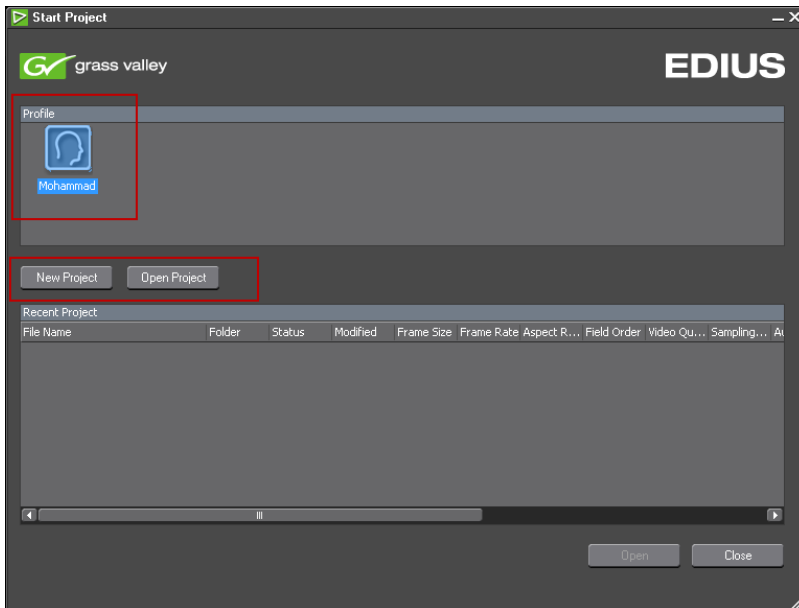 Start Project
grass valley
EDIUS
Profile
Mohammad
New Project Open Project
Recent Project
File Name Folder Status Modified Frame Size Frame Rate Aspect R... Field Order Video Qu... Sampling... Au
Open Close